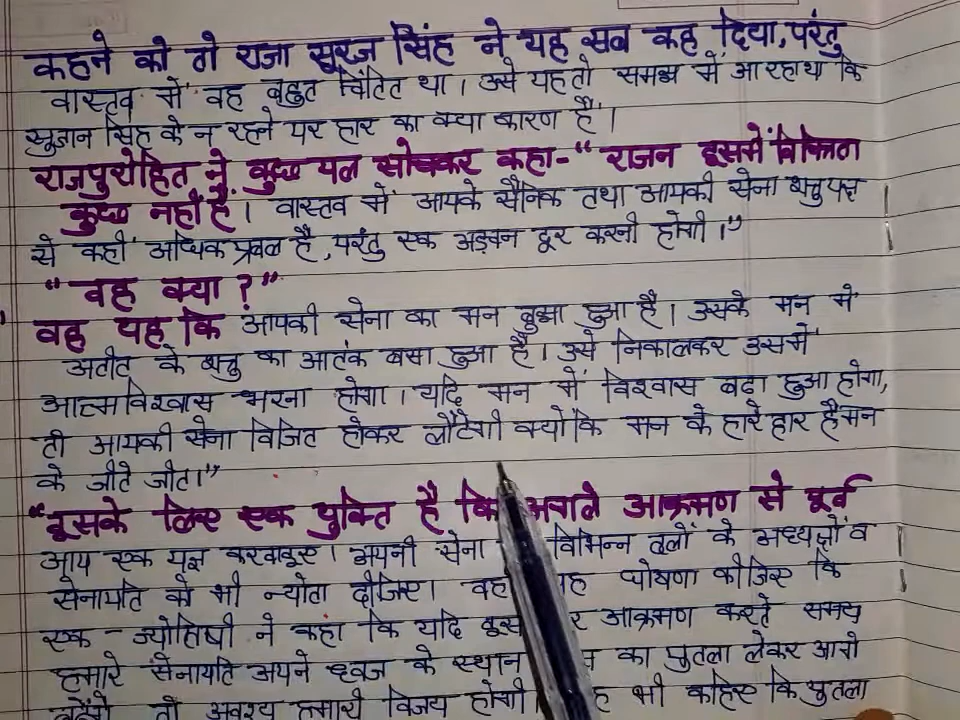 कहने को तो राजा सूरज सिंह ने यह सब कह दिया, परंतु
वास्तव में वह बहुत चिंतित था। उसे यह तो समझ में आ रहा था कि
सुजान सिंह के न रहने पर हार का क्या कारण है।
राजपुरोहित ने कुछ पल सोचकर कहा- "राजन इसमें विचित्रता
कुछ नहीं है। वास्तव में आपके सैनिक तथा आपकी सेना शत्रु पक्ष
से कहीं अधिक प्रबल है, परंतु एक अड़चन दूर करनी होगी।"
"वह क्या?"
वह यह कि आपकी सेना का मन बुझा हुआ है। उसके मन में
अतीत के शत्रु का आतंक बसा हुआ है। उसे निकालकर उसमें
आत्मविश्वास भरना होगा। यदि मन में विश्वास बढ़ा हुआ होगा,
तो आपकी सेना विजित होकर लौटेगी क्योंकि मन के हारे हार है मन
के जीते जीत।"
"इसके लिए एक युक्ति है कि अगले आक्रमण से पूर्व
आप एक यज्ञ करवाइए। अपनी सेना विभिन्न दलों के अध्यक्षों व
सेनापति को भी न्योता दीजिए। घोषणा कीजिए कि
एक - ज्योतिषी ने कहा कि यदि इस आक्रमण करते समय
हमारे सेनापति अपने ध्वज के स्थान का पुतला लेकर आगे
तो अवश्य हमारी विजय होगी। भी कहिए कि पुतला